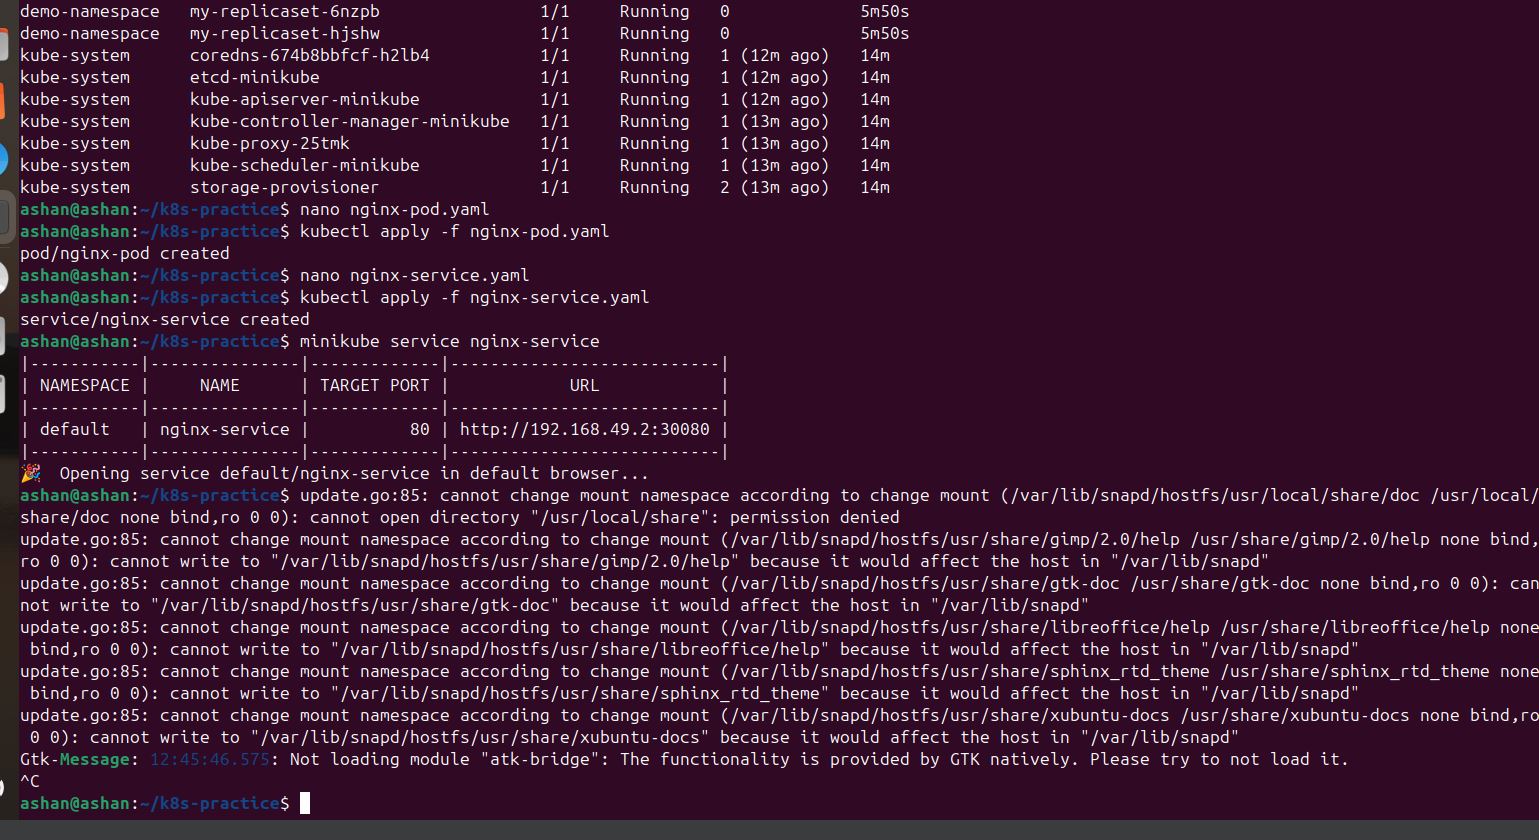 demo-namespace   my-replicaset-6nzpb                1/1     Running   0             5m50s
demo-namespace   my-replicaset-hjshw                1/1     Running   0             5m50s
kube-system      coredns-674b8bbfcf-h2lb4           1/1     Running   1 (12m ago)   14m
kube-system      etcd-minikube                      1/1     Running   1 (12m ago)   14m
kube-system      kube-apiserver-minikube            1/1     Running   1 (12m ago)   14m
kube-system      kube-controller-manager-minikube   1/1     Running   1 (13m ago)   14m
kube-system      kube-proxy-25tmk                   1/1     Running   1 (13m ago)   14m
kube-system      kube-scheduler-minikube            1/1     Running   1 (13m ago)   14m
kube-system      storage-provisioner                1/1     Running   2 (13m ago)   14m
ashan@ashan:~/k8s-practice$ nano nginx-pod.yaml
ashan@ashan:~/k8s-practice$ kubectl apply -f nginx-pod.yaml
pod/nginx-pod created
ashan@ashan:~/k8s-practice$ nano nginx-service.yaml
ashan@ashan:~/k8s-practice$ kubectl apply -f nginx-service.yaml
service/nginx-service created
ashan@ashan:~/k8s-practice$ minikube service nginx-service
|-----------|---------------|-------------|---------------------------|
| NAMESPACE |     NAME      | TARGET PORT |            URL            |
|-----------|---------------|-------------|---------------------------|
| default   | nginx-service |          80 | http://192.168.49.2:30080 |
|-----------|---------------|-------------|---------------------------|
🎉  Opening service default/nginx-service in default browser...
ashan@ashan:~/k8s-practice$ update.go:85: cannot change mount namespace according to change mount (/var/lib/snapd/hostfs/usr/local/share/doc /usr/local/
share/doc none bind,ro 0 0): cannot open directory "/usr/local/share": permission denied
update.go:85: cannot change mount namespace according to change mount (/var/lib/snapd/hostfs/usr/share/gimp/2.0/help /usr/share/gimp/2.0/help none bind,
ro 0 0): cannot write to "/var/lib/snapd/hostfs/usr/share/gimp/2.0/help" because it would affect the host in "/var/lib/snapd"
update.go:85: cannot change mount namespace according to change mount (/var/lib/snapd/hostfs/usr/share/gtk-doc /usr/share/gtk-doc none bind,ro 0 0): can
not write to "/var/lib/snapd/hostfs/usr/share/gtk-doc" because it would affect the host in "/var/lib/snapd"
update.go:85: cannot change mount namespace according to change mount (/var/lib/snapd/hostfs/usr/share/libreoffice/help /usr/share/libreoffice/help none
 bind,ro 0 0): cannot write to "/var/lib/snapd/hostfs/usr/share/libreoffice/help" because it would affect the host in "/var/lib/snapd"
update.go:85: cannot change mount namespace according to change mount (/var/lib/snapd/hostfs/usr/share/sphinx_rtd_theme /usr/share/sphinx_rtd_theme none
 bind,ro 0 0): cannot write to "/var/lib/snapd/hostfs/usr/share/sphinx_rtd_theme" because it would affect the host in "/var/lib/snapd"
update.go:85: cannot change mount namespace according to change mount (/var/lib/snapd/hostfs/usr/share/xubuntu-docs /usr/share/xubuntu-docs none bind,ro
 0 0): cannot write to "/var/lib/snapd/hostfs/usr/share/xubuntu-docs" because it would affect the host in "/var/lib/snapd"
Gtk-Message: 12:45:46.575: Not loading module "atk-bridge": The functionality is provided by GTK natively. Please try to not load it.
^C
ashan@ashan:~/k8s-practice$